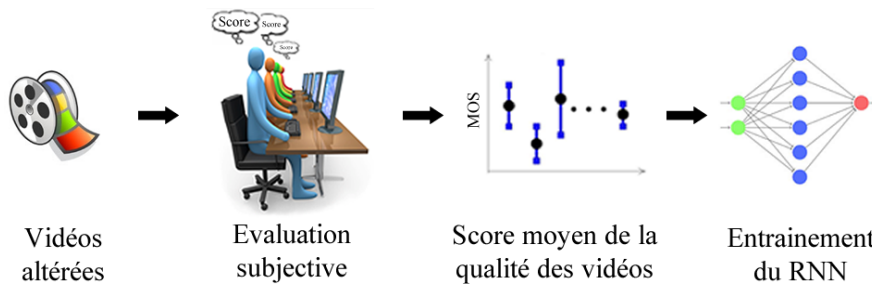 Score
Score
Score
MOS
Vidéos
altérées
Evaluation
subjective
Score moyen de la
qualité des vidéos
Entrainement
du RNN